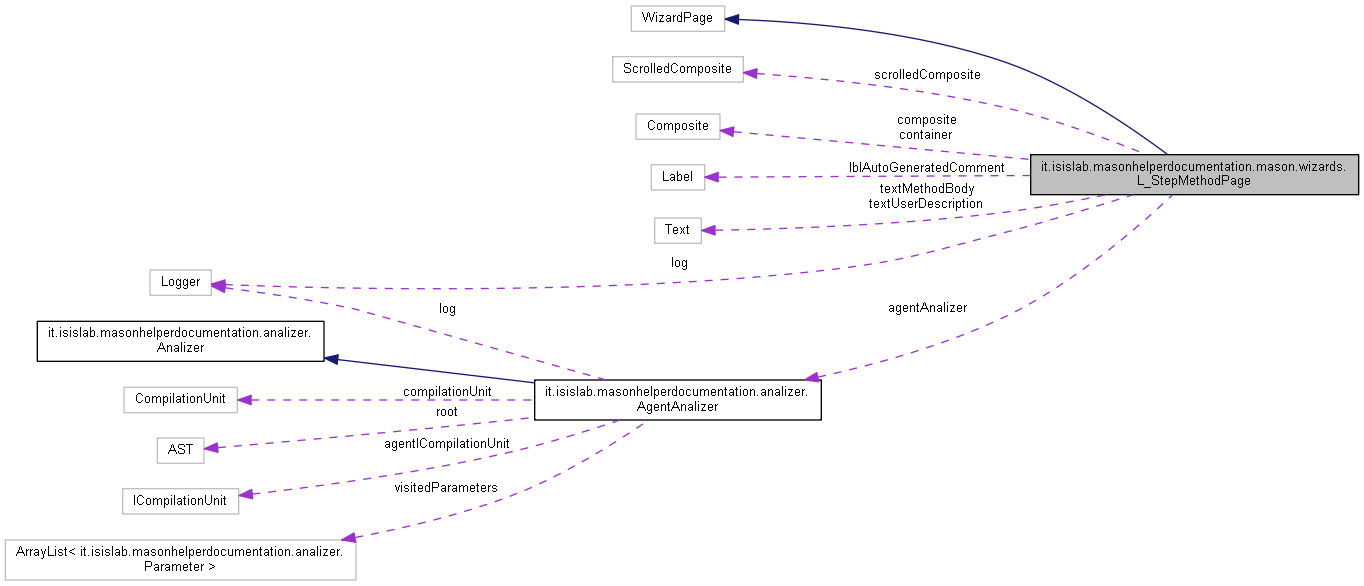 WizardPage
ScrolledComposite
scrolledComposite
Composite
composite
container
it.isislab.masonhelperdocumentation.mason.wizards.
L_StepMethodPage
Label
lblAutoGeneratedComment
textMethodBody
textUserDescription
Text
log
Logger
log
agentAnalizer
it.isislab.masonhelperdocumentation.analizer.
Analizer
CompilationUnit
compilationUnit
it.isislab.masonhelperdocumentation.analizer.
AgentAnalizer
root
AST
agentICompilationUnit
ICompilationUnit
visitedParameters
ArrayList< it.isislab.masonhelperdocumentation.analizer.
Parameter >